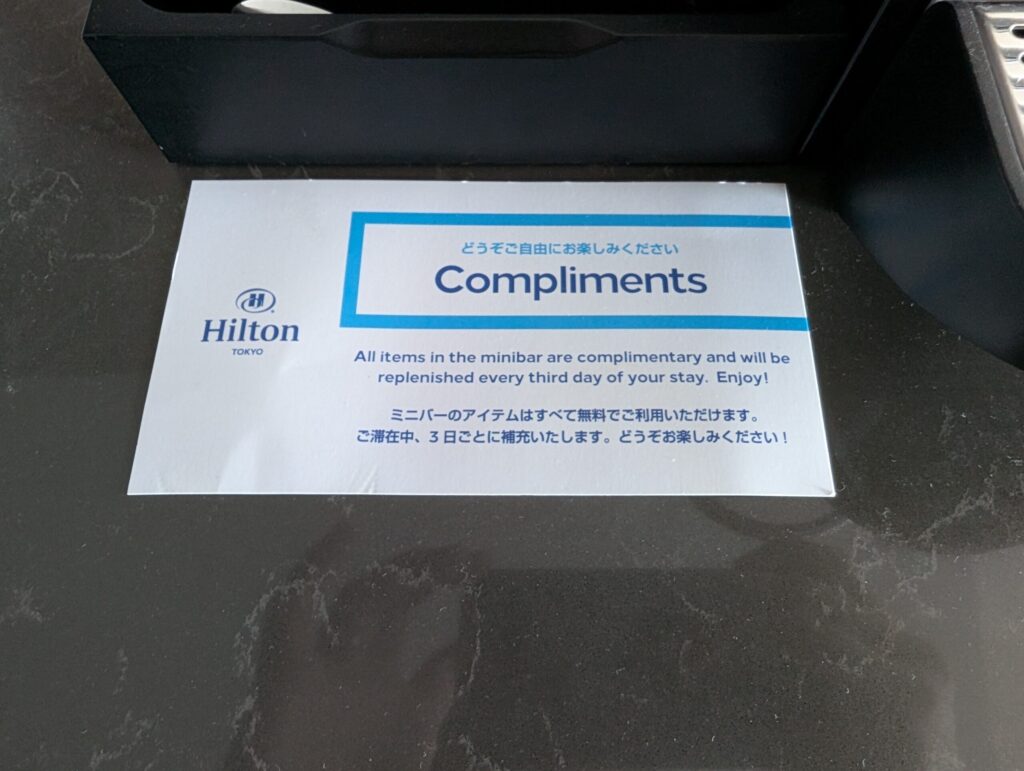 Hilton
TOKYO
どうぞご自由にお楽しみください
Compliments
All items in the minibar are complimentary and will be
replenished every third day of your stay. Enjoy!
ミニバーのアイテムはすべて無料でご利用いただけます。
ご滞在中、3日ごとに補充いたします。どうぞお楽しみください！